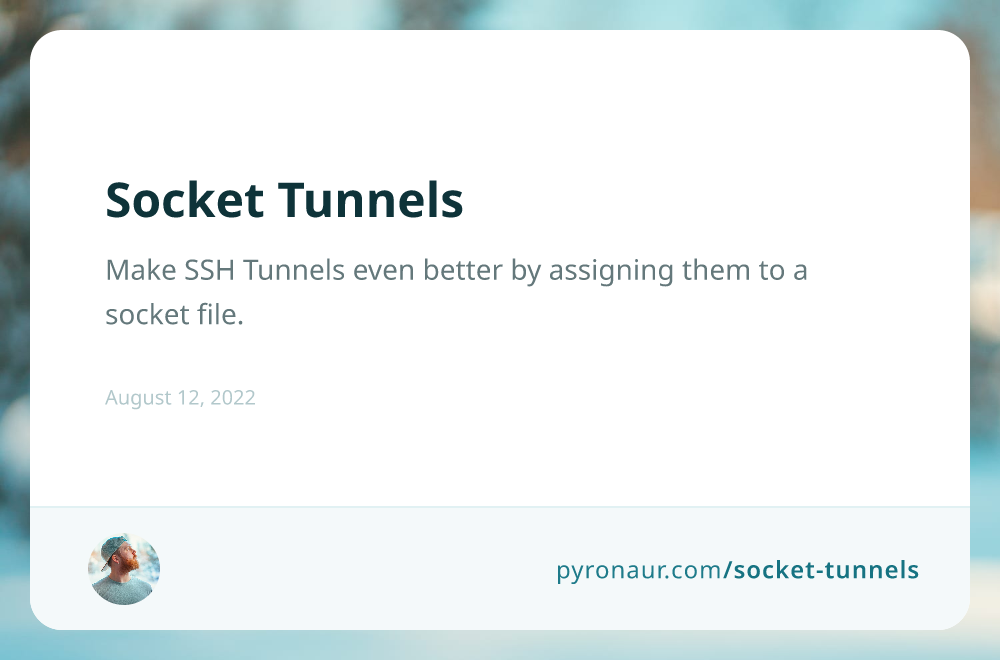 Socket Tunnels
Make SSH Tunnels even better by assigning them to a
socket file.
August 12, 2022
pyronaur.com/socket-tunnels